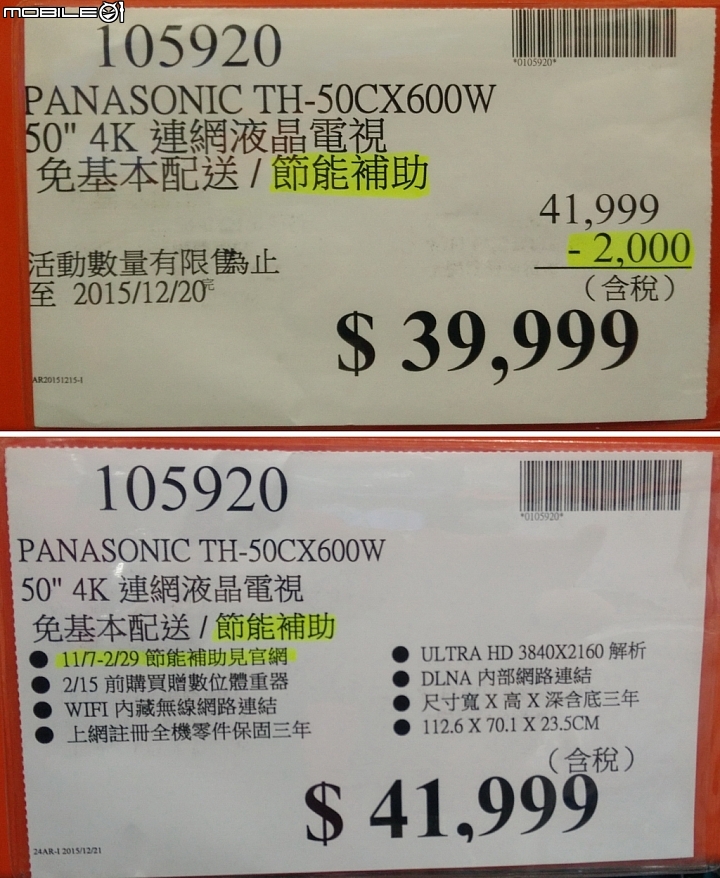 MOBILE01
105920
*0105920*
PANASONIC TH-50CX600W
50" 4K 連網液晶電視
免基本配送 / 節能補助
41,999
- 2,000
活動數量有限售完為止
至 2015/12/20
(含稅)
$ 39,999
AR20151215-I
105920
*0105920*
PANASONIC TH-50CX600W
50" 4K 連網液晶電視
免基本配送 / 節能補助
● 11/7-2/29 節能補助見官網
● 2/15 前購買贈數位體重器
● WIFI 內藏無線網路連結
● 上網註冊全機零件保固三年
● ULTRA HD 3840X2160 解析
● DLNA 內部網路連結
● 尺寸寬 X 高 X 深含底三年
● 112.6 X 70.1 X 23.5CM
(含稅)
$ 41,999
24AR-I 2015/12/21